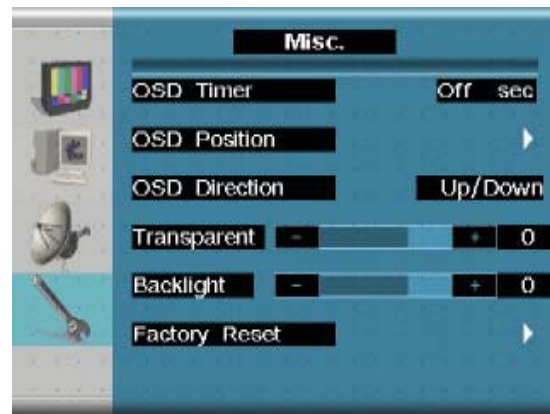 Misc.
OSD Timer Off sec
OSD Position
OSD Direction Up/Down
Transparent - + 0
Backlight - + 0
Factory Reset